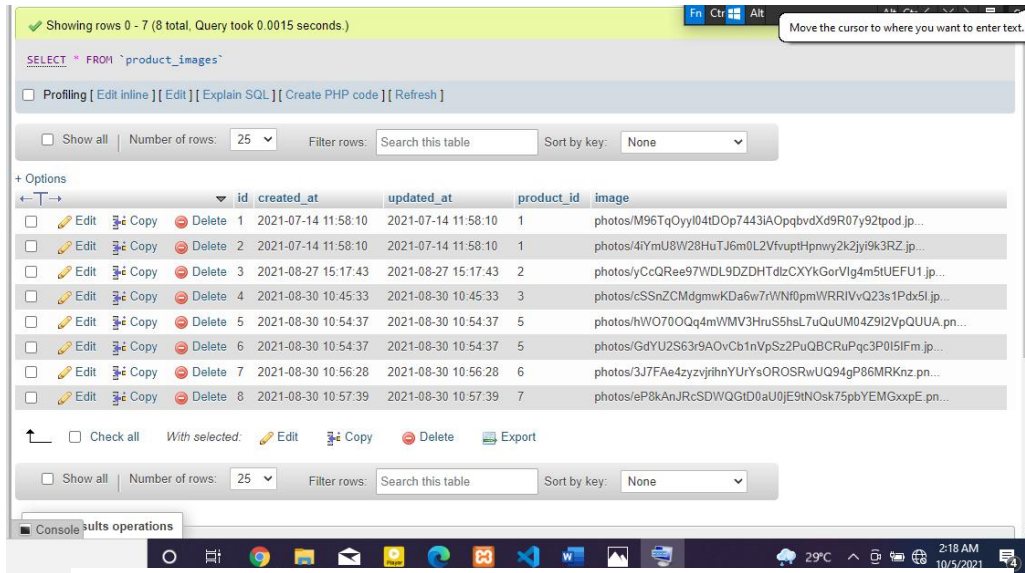 Fn Ctr Alt
Move the cursor to where you want to enter text.
Showing rows 0 - 7 (8 total, Query took 0.0015 seconds.)
SELECT * FROM `product_images`
Profiling [ Edit inline ] [ Edit ] [ Explain SQL ] [ Create PHP code ] [ Refresh ]
Show all | Number of rows: 25 Filter rows: Search this table Sort by key: None
+ Options
←T→ id created_at updated_at product_id image
Edit Copy Delete 1 2021-07-14 11:58:10 2021-07-14 11:58:10 1 photos/M96TqOyyI04tDOp7443iAOpqbvdXd9R07y92tpod.jp...
Edit Copy Delete 2 2021-07-14 11:58:10 2021-07-14 11:58:10 1 photos/4iYmU8W28HuTJ6m0L2VfvuptHpnwy2k2jyi9k3RZ.jp...
Edit Copy Delete 3 2021-08-27 15:17:43 2021-08-27 15:17:43 2 photos/yCcQRee97WDL9DZDHTdlzCXYkGorVIg4m5tUEFU1.jp...
Edit Copy Delete 4 2021-08-30 10:45:33 2021-08-30 10:45:33 3 photos/cSSnZCMdgmwKDa6w7rWNf0pmWRRIVvQ23s1Pdx5I.jp...
Edit Copy Delete 5 2021-08-30 10:54:37 2021-08-30 10:54:37 5 photos/hWO70OQq4mWMV3HruS5hsL7uQuUM04Z9I2VpQUUA.pn...
Edit Copy Delete 6 2021-08-30 10:54:37 2021-08-30 10:54:37 5 photos/GdYU2S63r9AOvCb1nVpSz2PuQBCRuPqc3P0I5IFm.jp...
Edit Copy Delete 7 2021-08-30 10:56:28 2021-08-30 10:56:28 6 photos/3J7FAe4zyzvjrihnYUrYsOROSRwUQ94gP86MRKnz.pn...
Edit Copy Delete 8 2021-08-30 10:57:39 2021-08-30 10:57:39 7 photos/eP8kAnJRcSDWQGtD0aU0jE9tNOsk75pbYEMGxxpE.pn...
Check all With selected: Edit Copy Delete Export
Show all | Number of rows: 25 Filter rows: Search this table Sort by key: None
Console sults operations
29°C 2:18 AM
10/5/2021